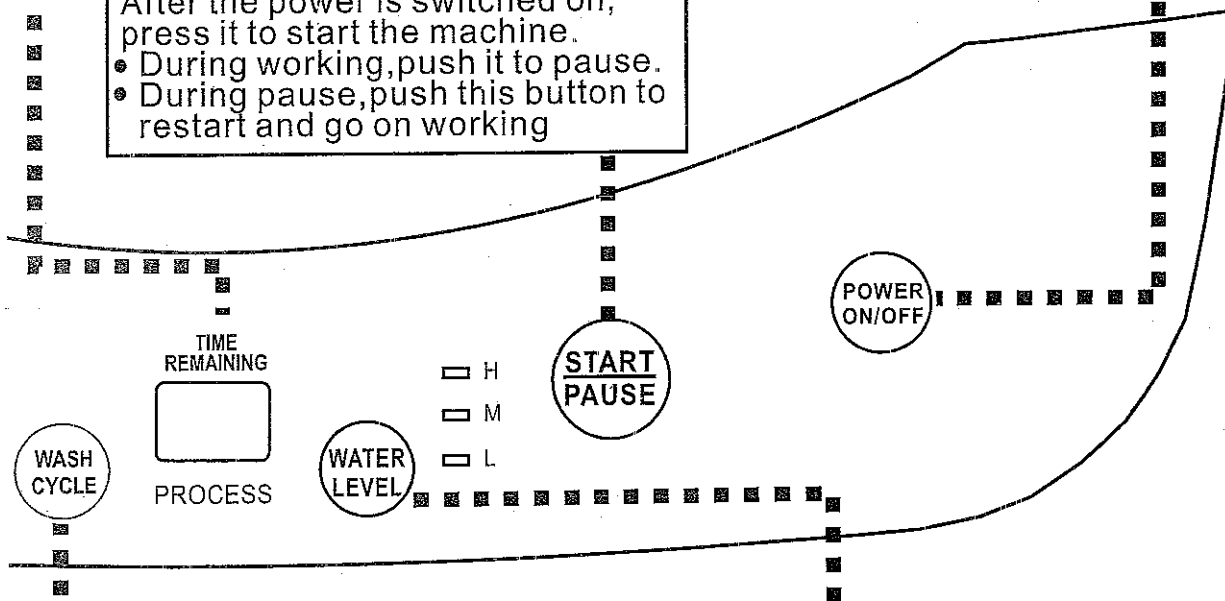 After the power is switched on,
press it to start the machine.
• During working,push it to pause.
• During pause,push this button to
restart and go on working
POWER
ON/OFF
TIME
REMAINING
START
PAUSE
H
M
L
WASH
CYCLE
PROCESS
WATER
LEVEL